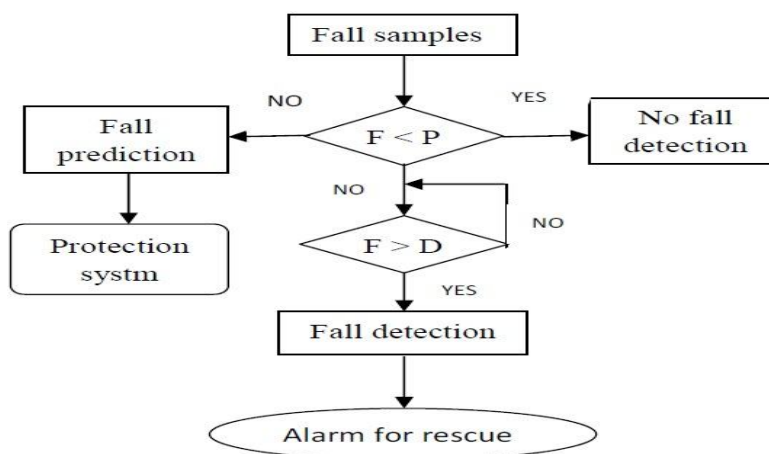 Fall samples
NO
YES
Fall
prediction
F < P
No fall
detection
NO
Protection
systm
F > D
NO
YES
Fall detection
Alarm for rescue